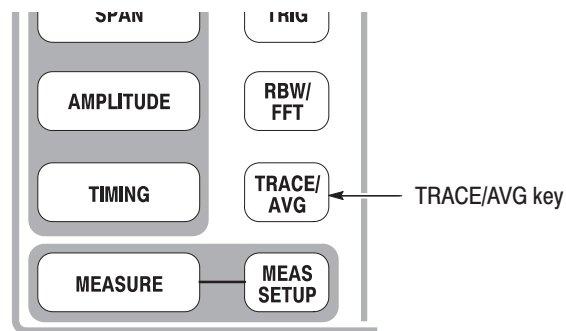 SPAN
TRIG
AMPLITUDE
RBW/
FFT
TIMING
TRACE/
AVG
TRACE/AVG key
MEASURE
MEAS
SETUP